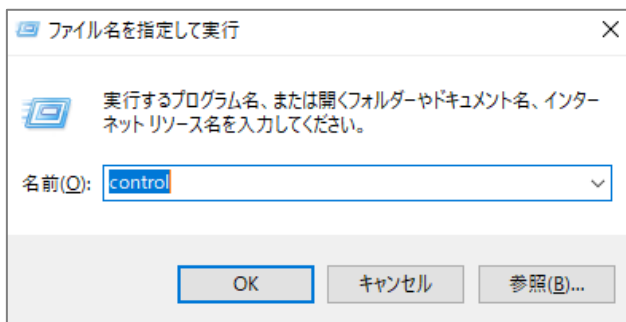 ファイル名を指定して実行
実行するプログラム名、または開くフォルダーやドキュメント名、インター
ネット リソース名を入力してください。
名前(O): control
OK キャンセル 参照(B)...